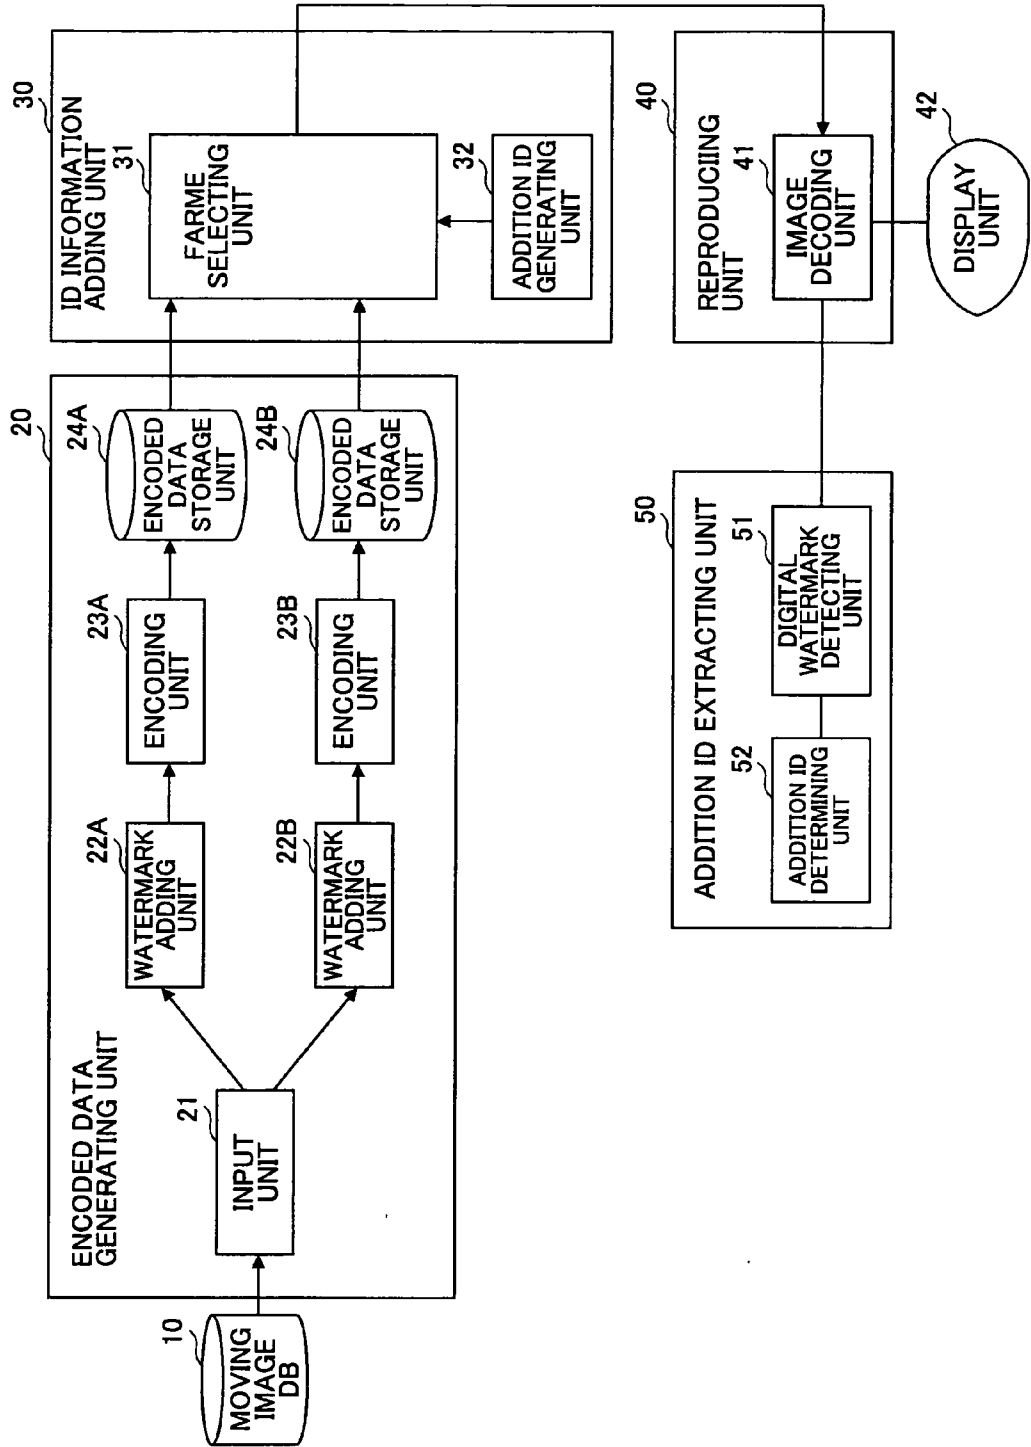 10
MOVING
IMAGE
DB
20
ENCODED DATA
GENERATING UNIT
21
INPUT
UNIT
22A
WATERMARK
ADDING
UNIT
23A
ENCODING
UNIT
24A
ENCODED
DATA
STORAGE
UNIT
22B
WATERMARK
ADDING
UNIT
23B
ENCODING
UNIT
24B
ENCODED
DATA
STORAGE
UNIT
30
ID INFORMATION
ADDING UNIT
31
FARME
SELECTING
UNIT
32
ADDITION ID
GENERATING
UNIT
40
REPRODUCIING
UNIT
41
IMAGE
DECODING
UNIT
42
DISPLAY
UNIT
50
ADDITION ID EXTRACTING UNIT
51
DIGITAL
WATERMARK
DETECTING
UNIT
52
ADDITION ID
DETERMINING
UNIT